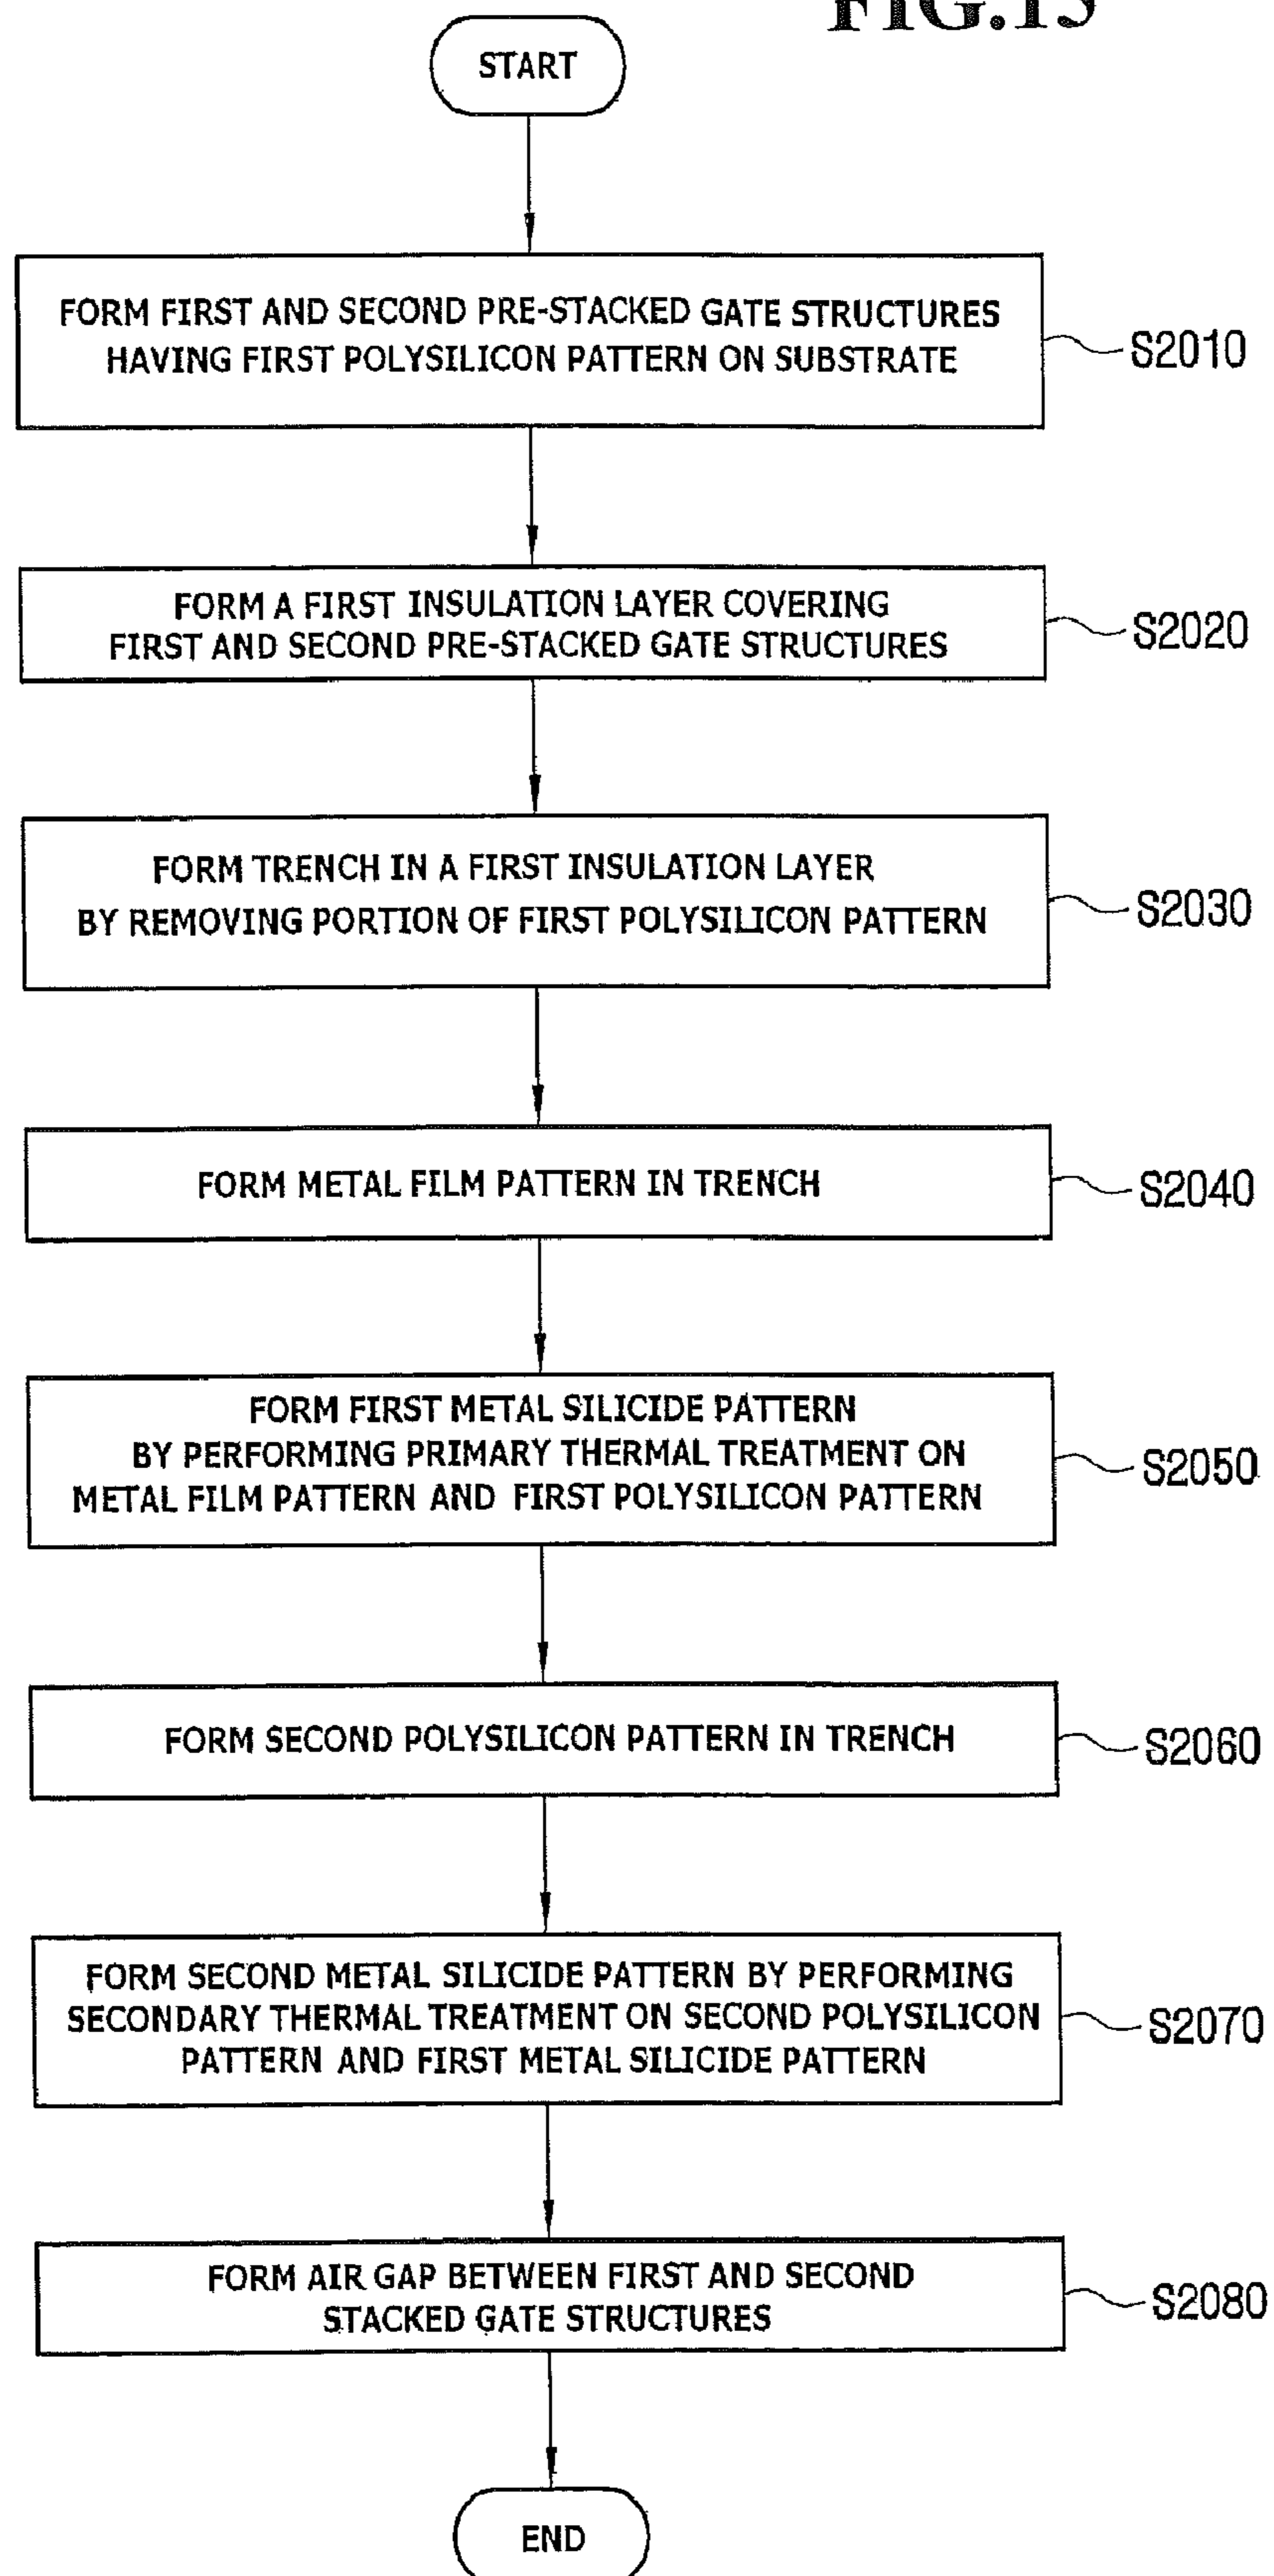 FIG.15
START
FORM FIRST AND SECOND PRE-STACKED GATE STRUCTURES
HAVING FIRST POLYSILICON PATTERN ON SUBSTRATE
S2010
FORM A FIRST INSULATION LAYER COVERING
FIRST AND SECOND PRE-STACKED GATE STRUCTURES
S2020
FORM TRENCH IN A FIRST INSULATION LAYER
BY REMOVING PORTION OF FIRST POLYSILICON PATTERN
S2030
FORM METAL FILM PATTERN IN TRENCH
S2040
FORM FIRST METAL SILICIDE PATTERN
BY PERFORMING PRIMARY THERMAL TREATMENT ON
METAL FILM PATTERN AND FIRST POLYSILICON PATTERN
S2050
FORM SECOND POLYSILICON PATTERN IN TRENCH
S2060
FORM SECOND METAL SILICIDE PATTERN BY PERFORMING
SECONDARY THERMAL TREATMENT ON SECOND POLYSILICON
PATTERN AND FIRST METAL SILICIDE PATTERN
S2070
FORM AIR GAP BETWEEN FIRST AND SECOND
STACKED GATE STRUCTURES
S2080
END